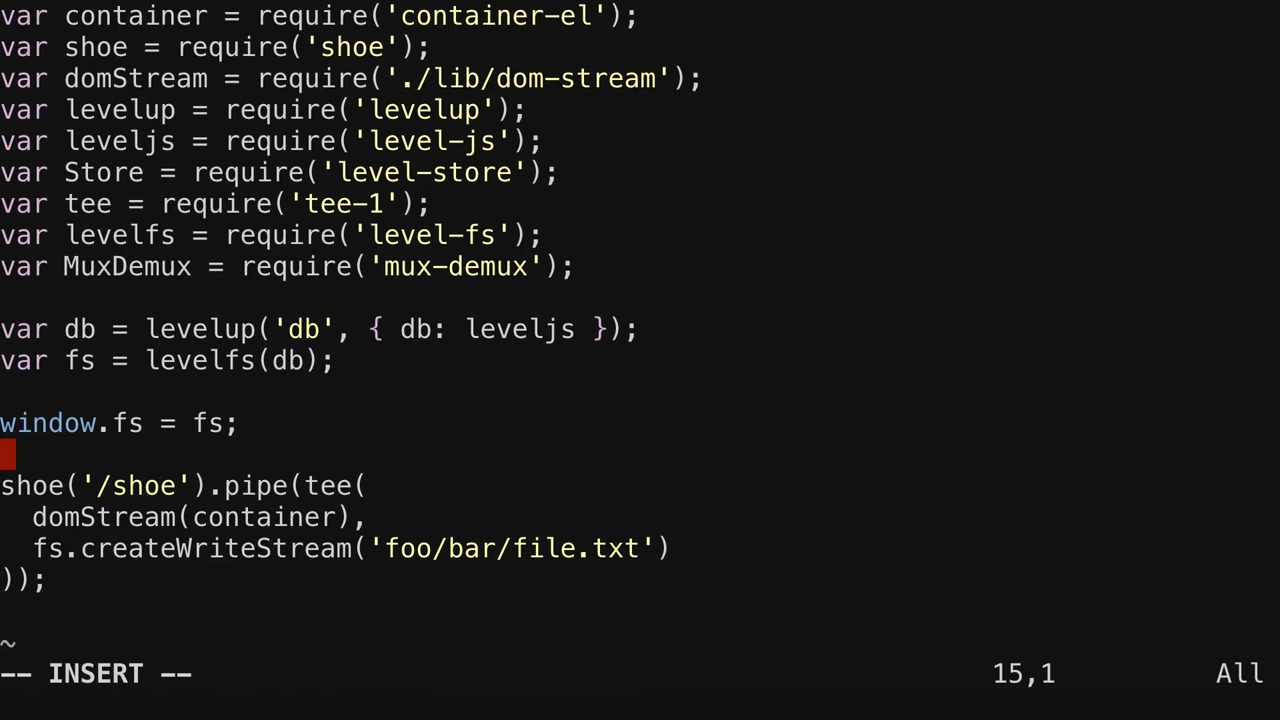 var container = require('container-el');
var shoe = require('shoe');
var domStream = require('./lib/dom-stream');
var levelup = require('levelup');
var leveljs = require('level-js');
var Store = require('level-store');
var tee = require('tee-1');
var levelfs = require('level-fs');
var MuxDemux = require('mux-demux');
var db = levelup('db', { db: leveljs });
var fs = levelfs(db);
window.fs = fs;
shoe('/shoe').pipe(tee(
  domStream(container),
  fs.createWriteStream('foo/bar/file.txt')
));
~
-- INSERT -- 15,1 All